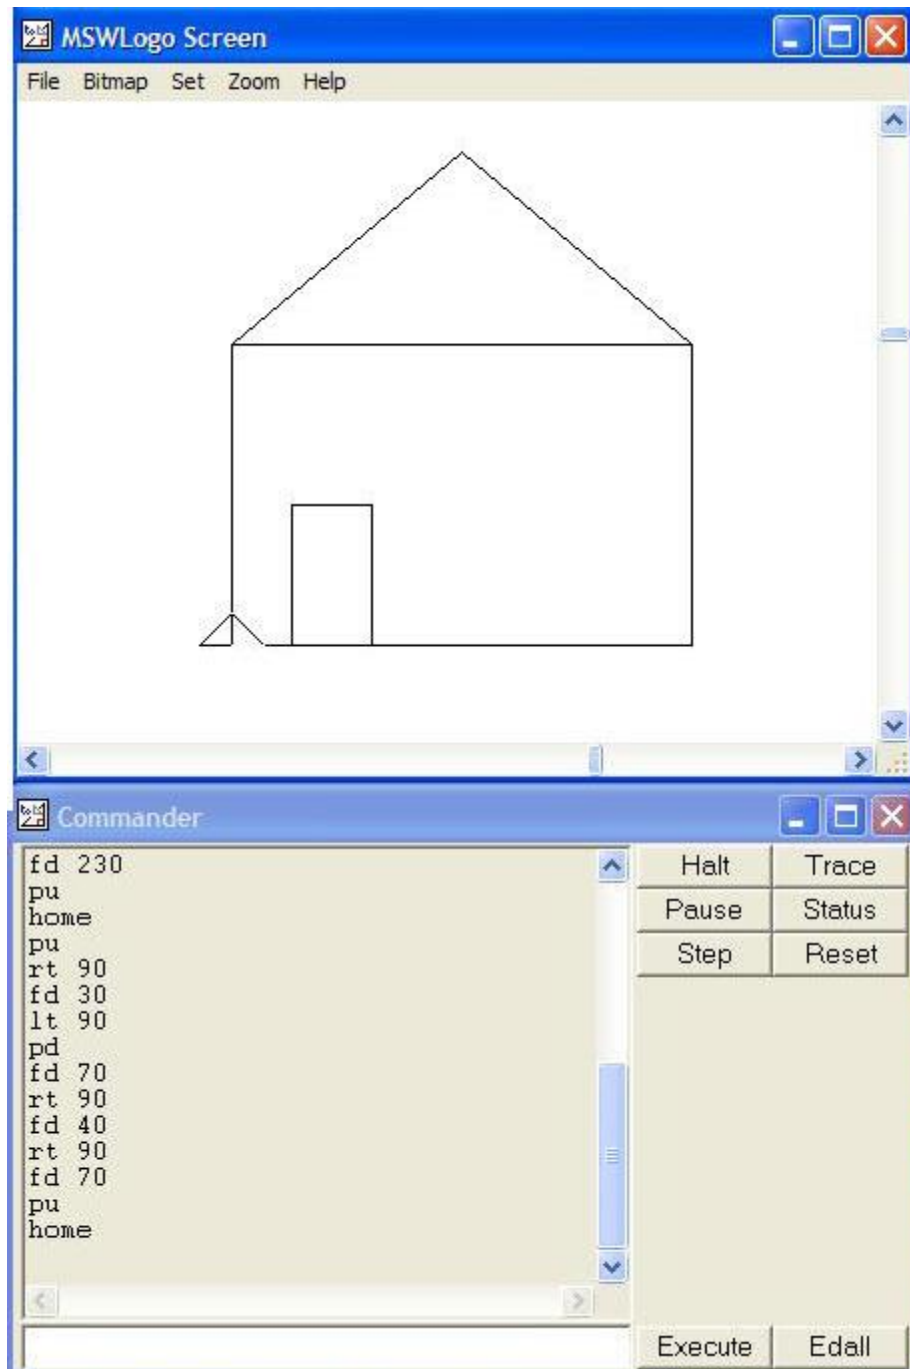 MSWLogo Screen
File Bitmap Set Zoom Help
Commander
fd 230
pu
home
pu
rt 90
fd 30
lt 90
pd
fd 70
rt 90
fd 40
rt 90
fd 70
pu
home
Halt Trace
Pause Status
Step Reset
Execute Edall